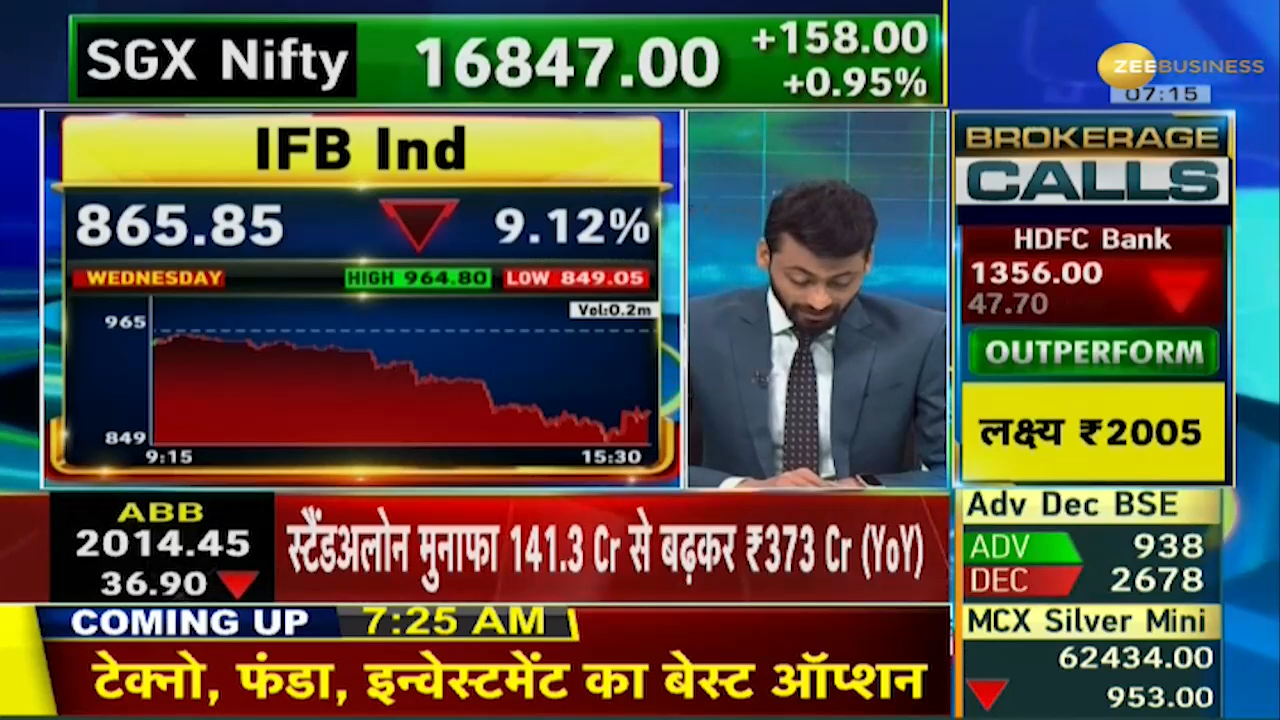 SGX Nifty
16847.00
+158.00
+0.95%
ZEEBUSINESS
07:15
IFB Ind
865.85
9.12%
WEDNESDAY
HIGH 964.80
LOW 849.05
Vol:0.2m
965
849
9:15
15:30
BROKERAGE
CALLS
HDFC Bank
1356.00
47.70
OUTPERFORM
लक्ष्य ₹2005
ABB
2014.45
36.90
स्टैंडअलोन मुनाफा 141.3 Cr से बढ़कर ₹373 Cr (YoY)
Adv Dec BSE
ADV 938
DEC 2678
COMING UP 7:25 AM
टेक्नो, फंडा, इन्वेस्टमेंट का बेस्ट ऑप्शन
MCX Silver Mini
62434.00
953.00